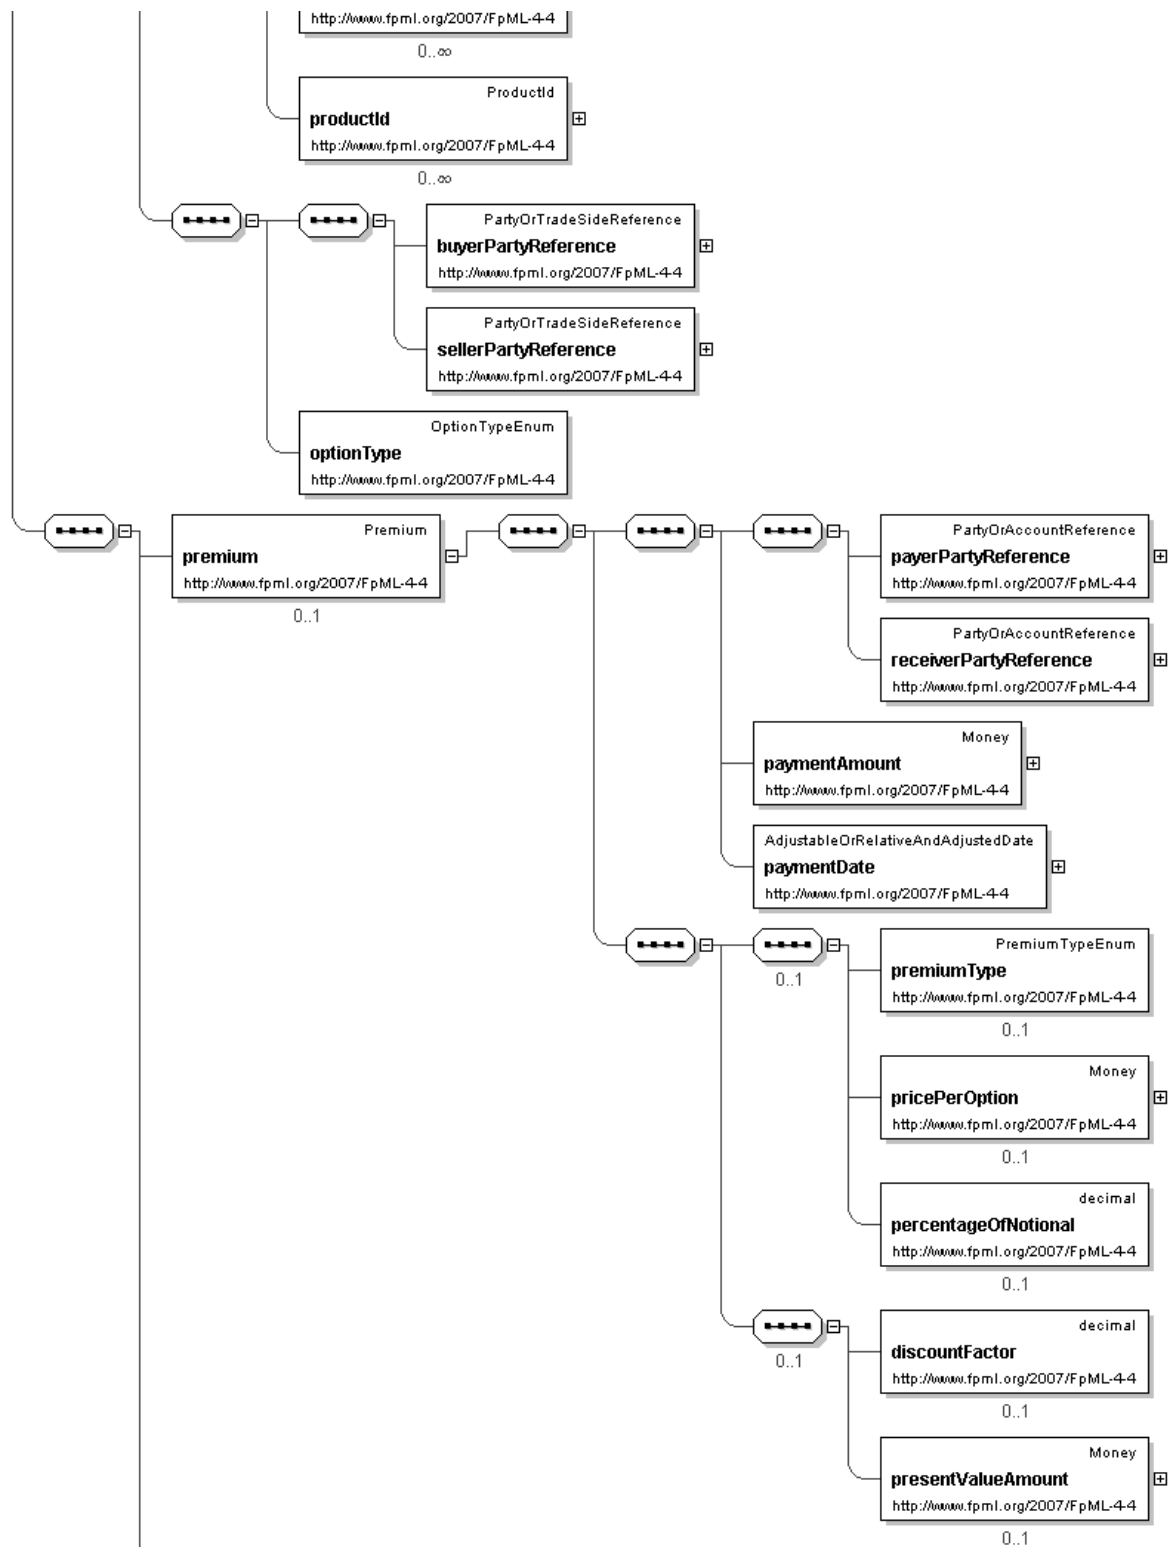 http://www.fpml.org/2007/FpML-4-4
0..∞
ProductId
productId
http://www.fpml.org/2007/FpML-4-4
0..∞
PartyOrTradeSideReference
buyerPartyReference
http://www.fpml.org/2007/FpML-4-4
PartyOrTradeSideReference
sellerPartyReference
http://www.fpml.org/2007/FpML-4-4
OptionTypeEnum
optionType
http://www.fpml.org/2007/FpML-4-4
Premium
premium
http://www.fpml.org/2007/FpML-4-4
0..1
PartyOrAccountReference
payerPartyReference
http://www.fpml.org/2007/FpML-4-4
PartyOrAccountReference
receiverPartyReference
http://www.fpml.org/2007/FpML-4-4
Money
paymentAmount
http://www.fpml.org/2007/FpML-4-4
AdjustableOrRelativeAndAdjustedDate
paymentDate
http://www.fpml.org/2007/FpML-4-4
0..1
PremiumTypeEnum
premiumType
http://www.fpml.org/2007/FpML-4-4
0..1
Money
pricePerOption
http://www.fpml.org/2007/FpML-4-4
0..1
decimal
percentageOfNotional
http://www.fpml.org/2007/FpML-4-4
0..1
0..1
decimal
discountFactor
http://www.fpml.org/2007/FpML-4-4
0..1
Money
presentValueAmount
http://www.fpml.org/2007/FpML-4-4
0..1